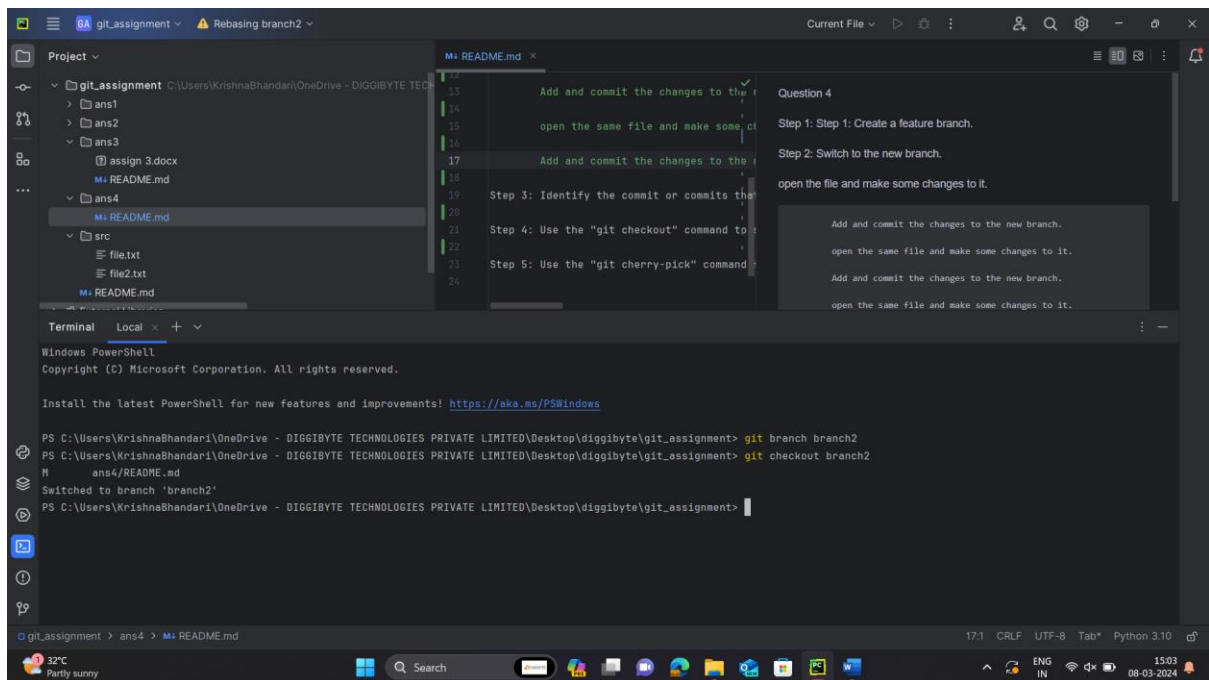 GA git_assignment Rebasing branch2 Current File
Project
README.md
git_assignment C:\Users\KrishnaBhandari\OneDrive - DIGGIBYTE TECH
ans1
ans2
ans3
assign 3.docx
M↓ README.md
ans4
M↓ README.md
src
file.txt
file2.txt
M↓ README.md
12
13 Add and commit the changes to the
14
15 open the same file and make some
16
17 Add and commit the changes to the
18
19 Step 3: Identify the commit or commits
20
21 Step 4: Use the "git checkout" command to
22
23 Step 5: Use the "git cherry-pick" command
24
Question 4
Step 1: Step 1: Create a feature branch.
Step 2: Switch to the new branch.
open the file and make some changes to it.
Add and commit the changes to the new branch.
open the same file and make some changes to it.
Add and commit the changes to the new branch.
open the same file and make some changes to it.
Terminal Local
Windows PowerShell
Copyright (C) Microsoft Corporation. All rights reserved.
Install the latest PowerShell for new features and improvements! https://aka.ms/PSWindows
PS C:\Users\KrishnaBhandari\OneDrive - DIGGIBYTE TECHNOLOGIES PRIVATE LIMITED\Desktop\diggibyte\git_assignment> git branch branch2
PS C:\Users\KrishnaBhandari\OneDrive - DIGGIBYTE TECHNOLOGIES PRIVATE LIMITED\Desktop\diggibyte\git_assignment> git checkout branch2
M ans4/README.md
Switched to branch 'branch2'
PS C:\Users\KrishnaBhandari\OneDrive - DIGGIBYTE TECHNOLOGIES PRIVATE LIMITED\Desktop\diggibyte\git_assignment>
git_assignment > ans4 > M↓ README.md 17:1 CRLF UTF-8 Tab* Python 3.10
1 32°C
Partly sunny
Search
ENG
IN
15:03
08-03-2024